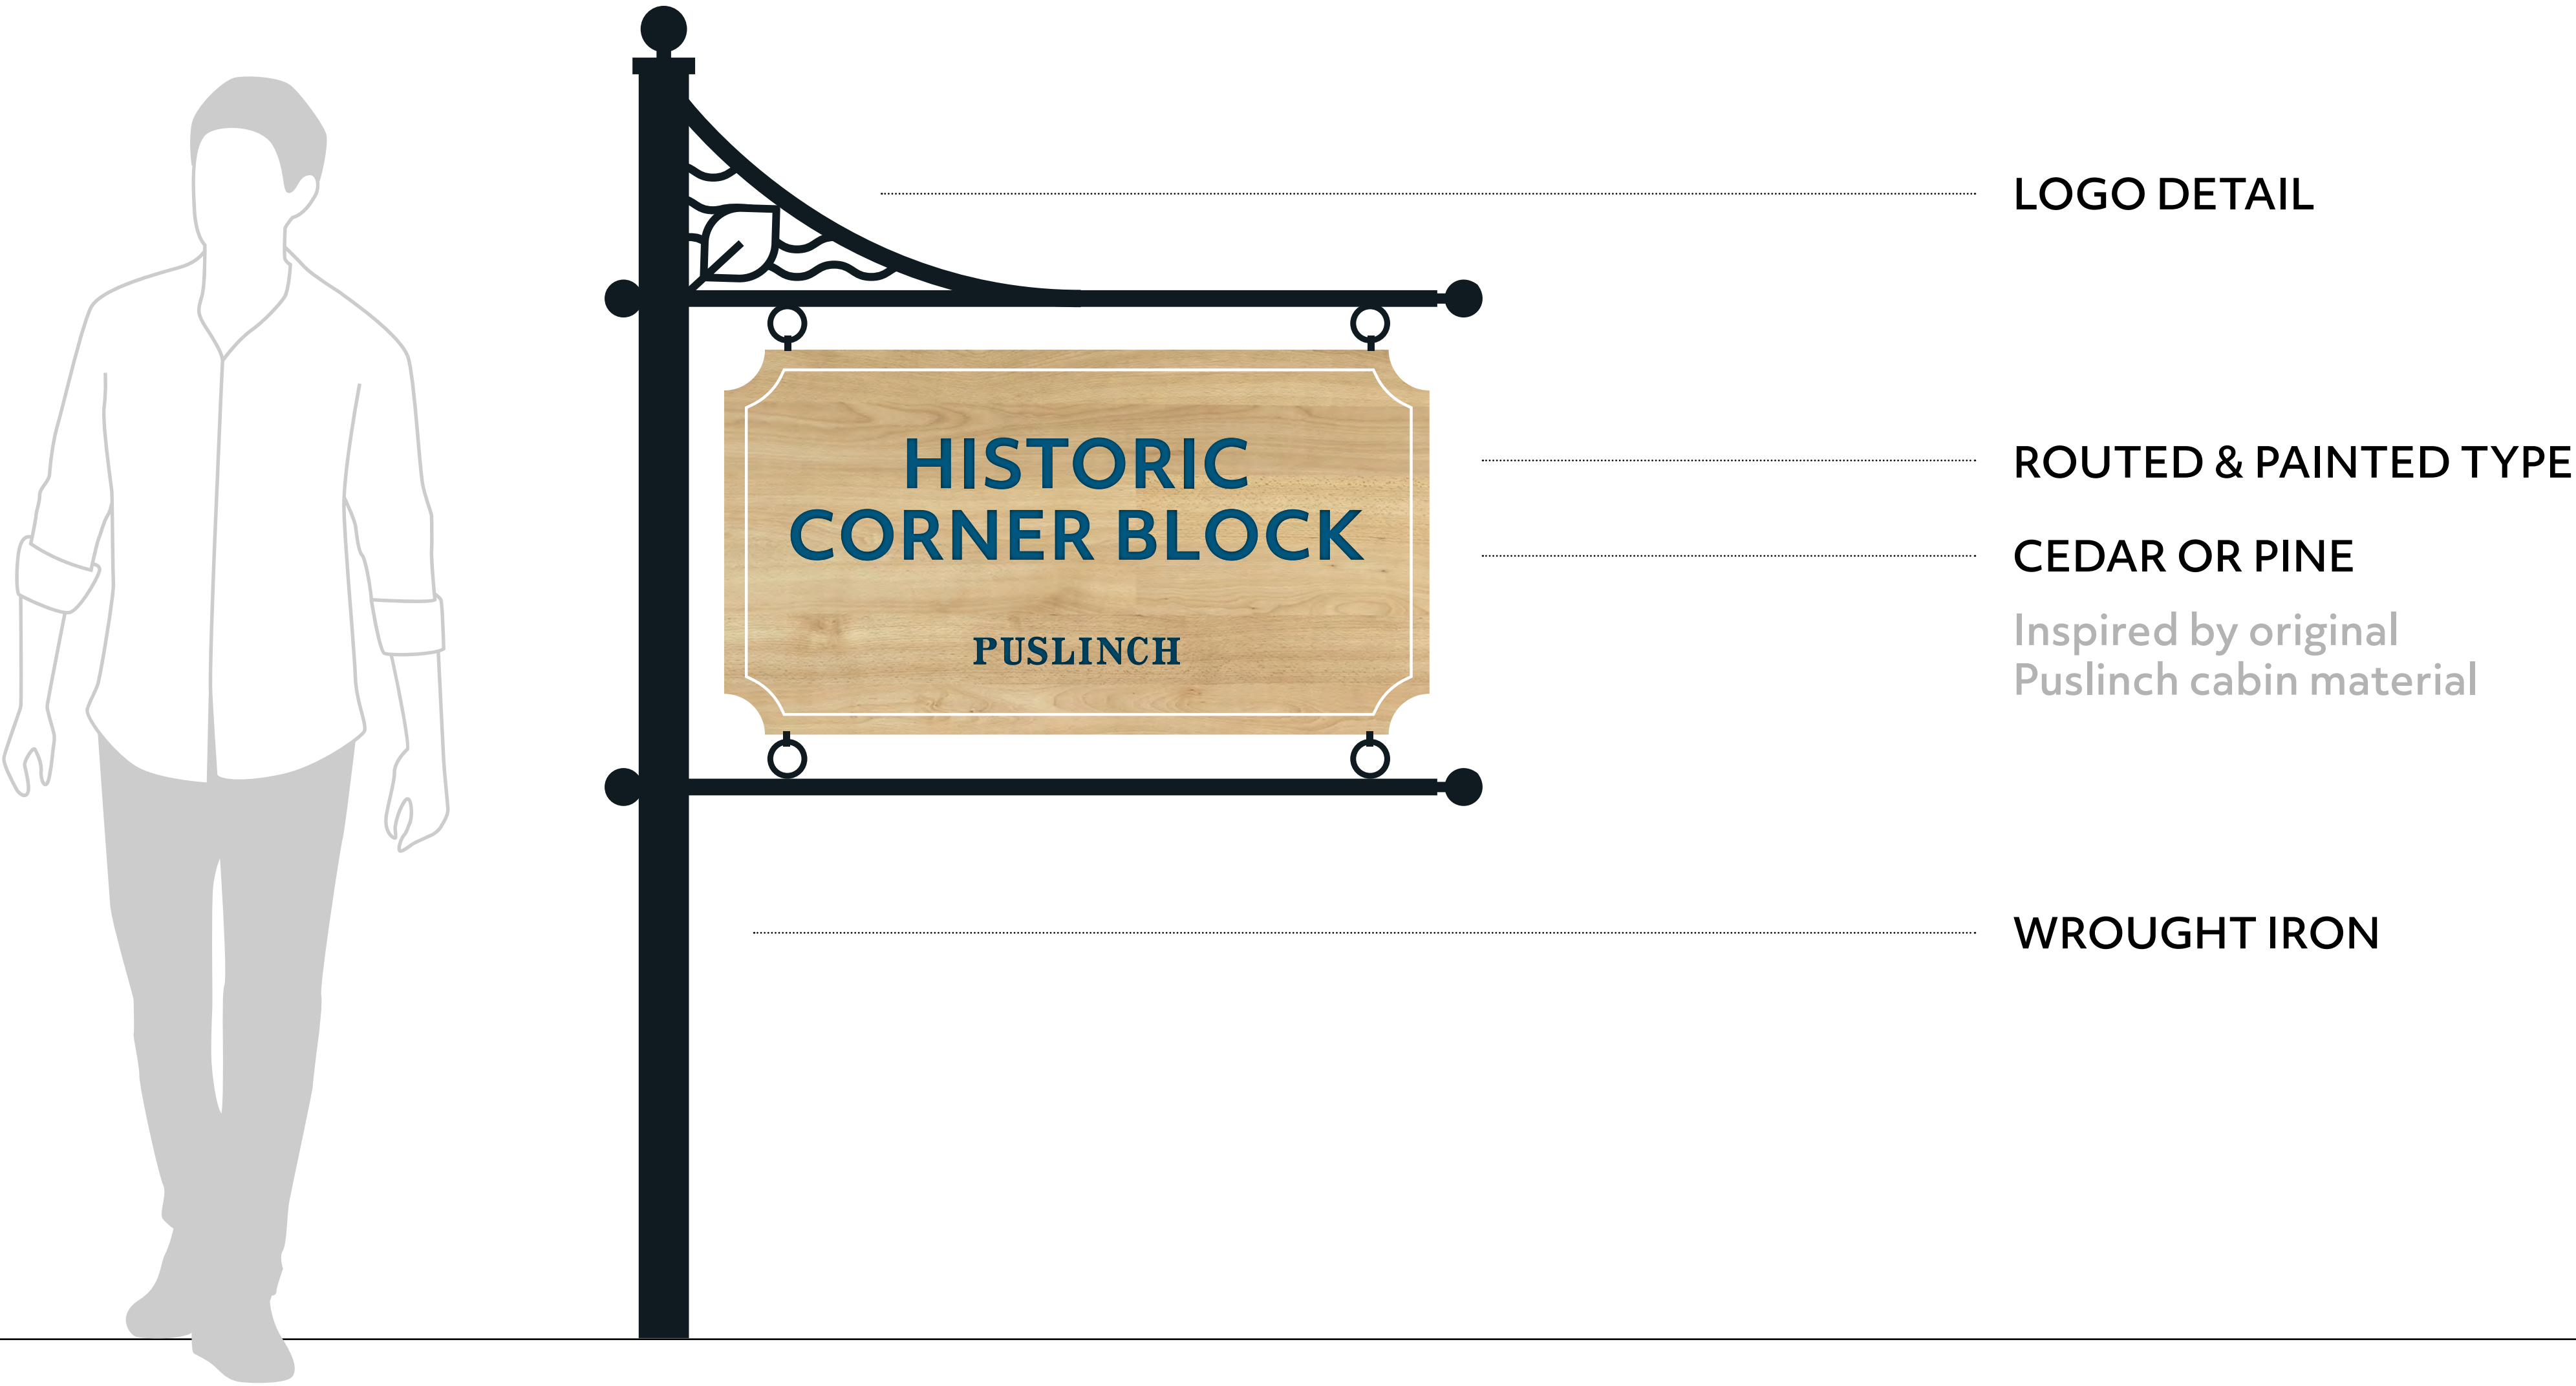 LOGO DETAIL
HISTORIC
CORNER BLOCK
PUSLINCH
ROUTED & PAINTED TYPE
CEDAR OR PINE
Inspired by original
Puslinch cabin material
WROUGHT IRON